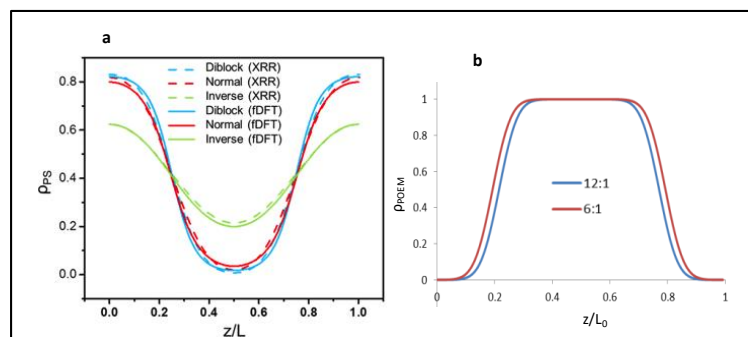 a
Diblock (XRR)
Normal (XRR)
Inverse (XRR)
Diblock (fDFT)
Normal (fDFT)
Inverse (fDFT)
0.8
0.6
0.4
0.2
0.0
ρPS
0.0 0.2 0.4 0.6 0.8 1.0
z/L
b
1
0.8
0.6
0.4
0.2
0
ρPOEM
12:1
6:1
0 0.2 0.4 0.6 0.8 1
z/L0